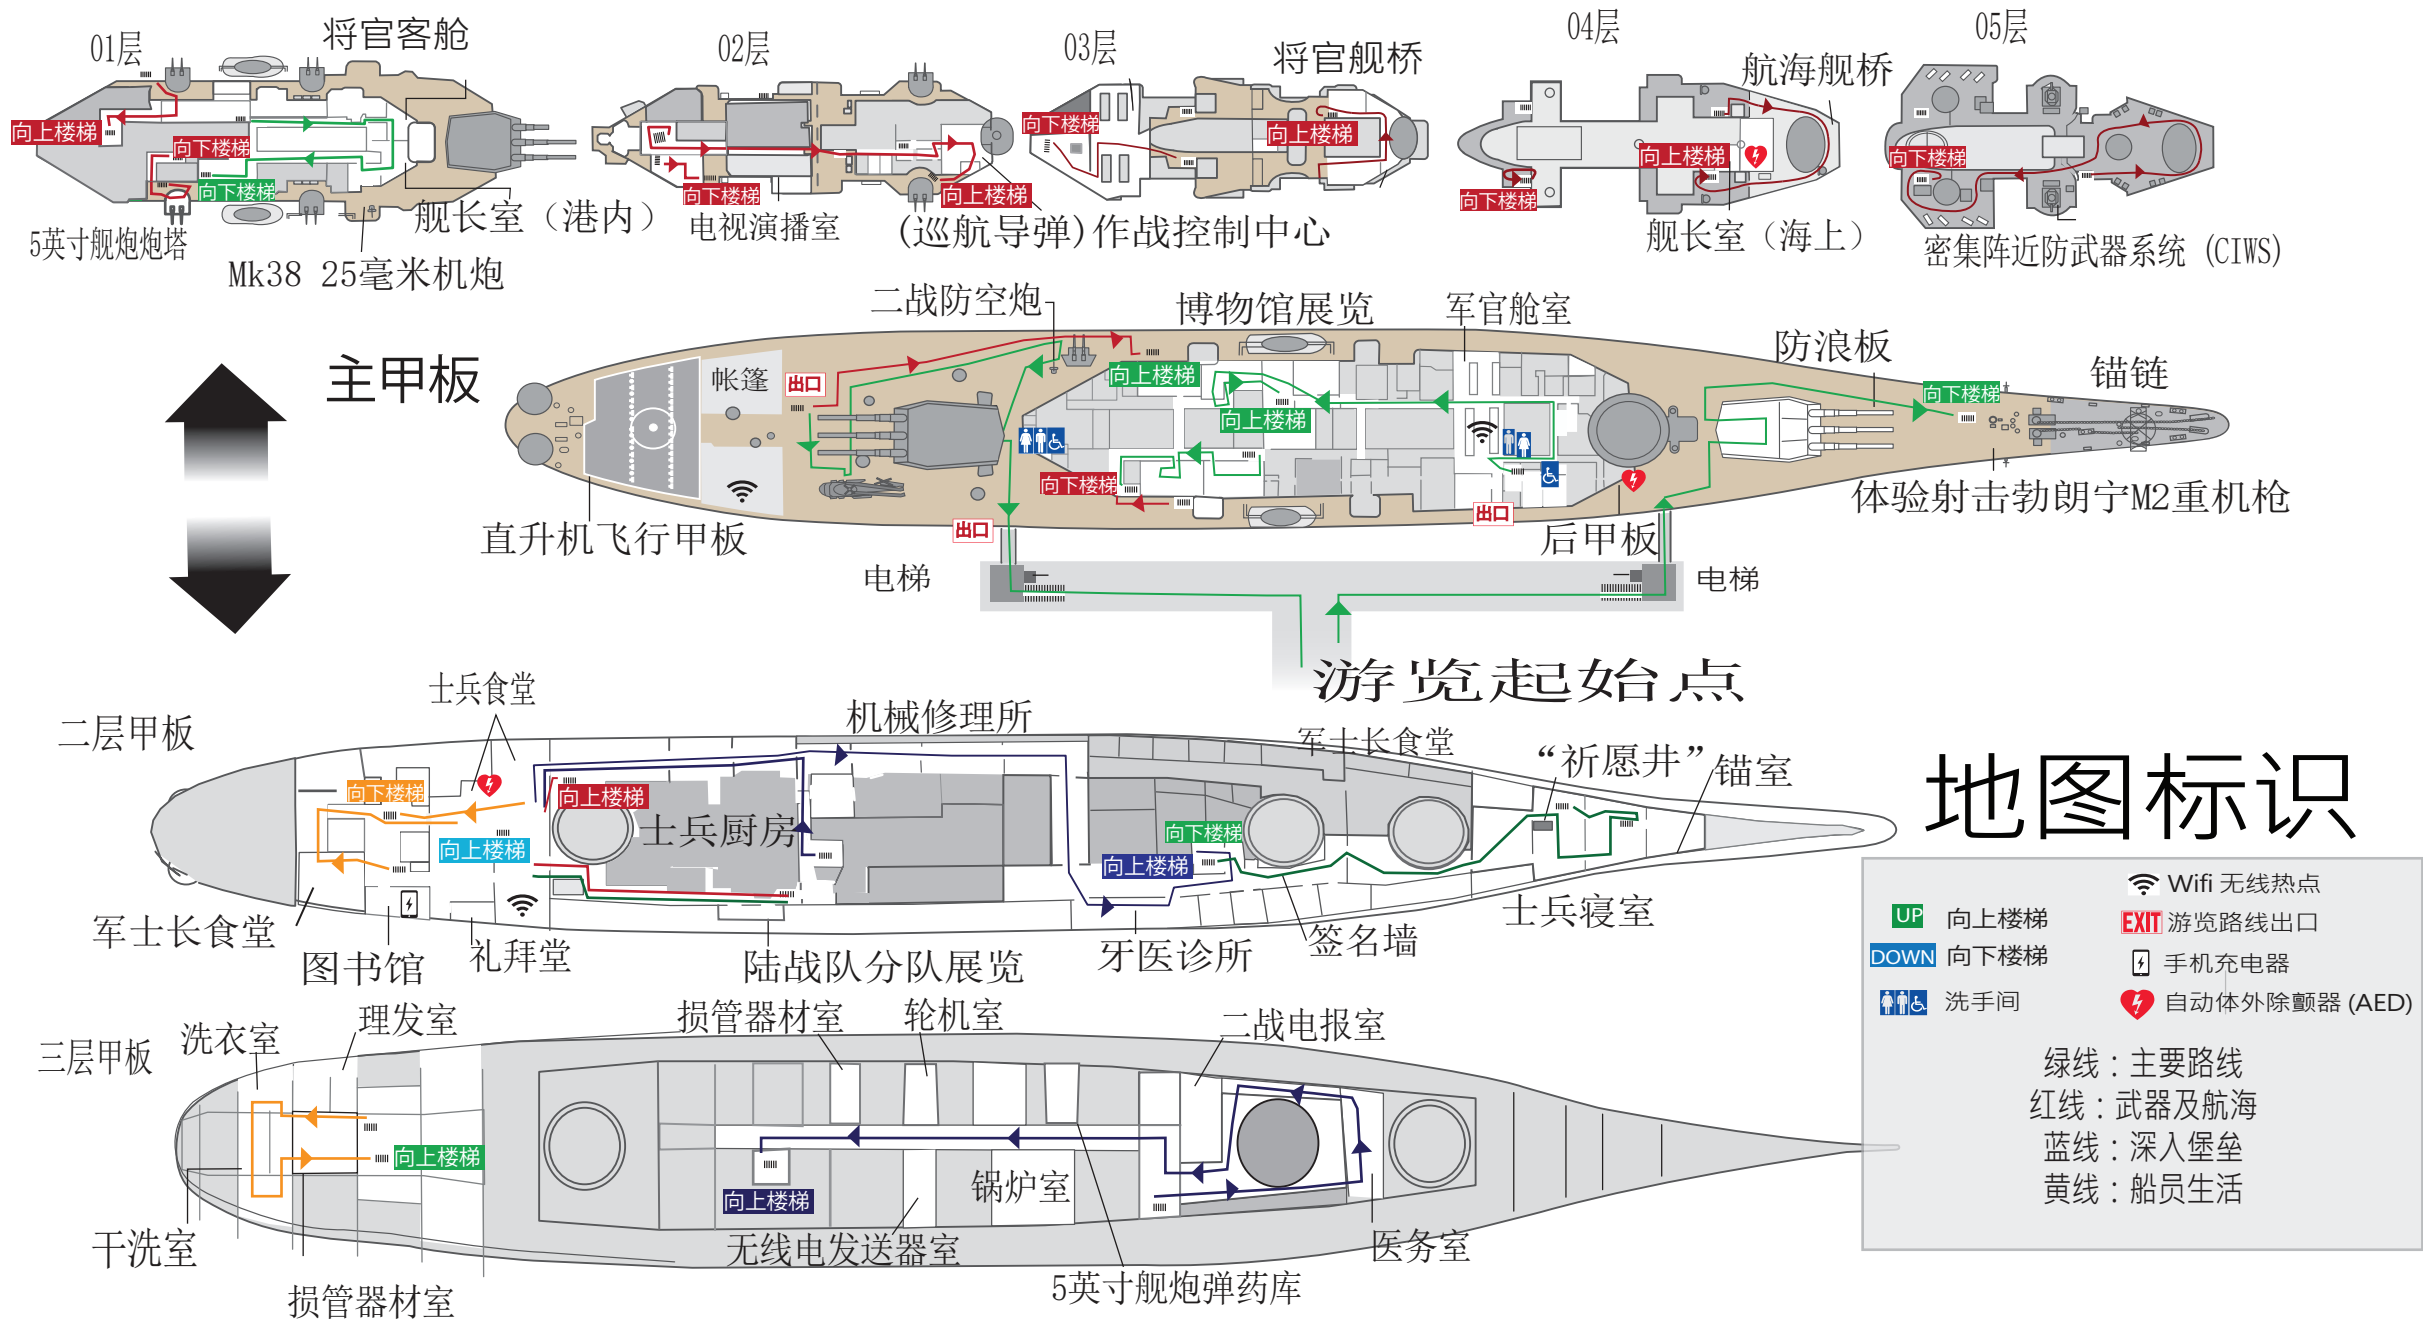 01层
将官客舱
向上楼梯
向下楼梯
向下楼梯
5英寸舰炮炮塔
Mk38 25毫米机炮
舰长室（港内）
02层
向下楼梯
向上楼梯
电视演播室
(巡航导弹)作战控制中心
03层
将官舰桥
向下楼梯
向上楼梯
04层
航海舰桥
向上楼梯
向下楼梯
舰长室（海上）
05层
向下楼梯
密集阵近防武器系统 (CIWS)
主甲板
二战防空炮
博物馆展览
军官舱室
防浪板
锚链
帐篷
出口
向上楼梯
向上楼梯
向下楼梯
向下楼梯
出口
出口
直升机飞行甲板
后甲板
体验射击勃朗宁M2重机枪
电梯
电梯
游览起始点
二层甲板
士兵食堂
机械修理所
军士长食堂
“祈愿井”
锚室
向下楼梯
向上楼梯
向上楼梯
士兵厨房
向下楼梯
向上楼梯
军士长食堂
图书馆
礼拜堂
陆战队分队展览
牙医诊所
签名墙
士兵寝室
三层甲板
洗衣室
理发室
损管器材室
轮机室
二战电报室
向上楼梯
向上楼梯
锅炉室
干洗室
损管器材室
无线电发送器室
5英寸舰炮弹药库
医务室
地图标识
UP 向上楼梯
DOWN 向下楼梯
洗手间
Wifi 无线热点
EXIT 游览路线出口
手机充电器
自动体外除颤器 (AED)
绿线：主要路线
红线：武器及航海
蓝线：深入堡垒
黄线：船员生活